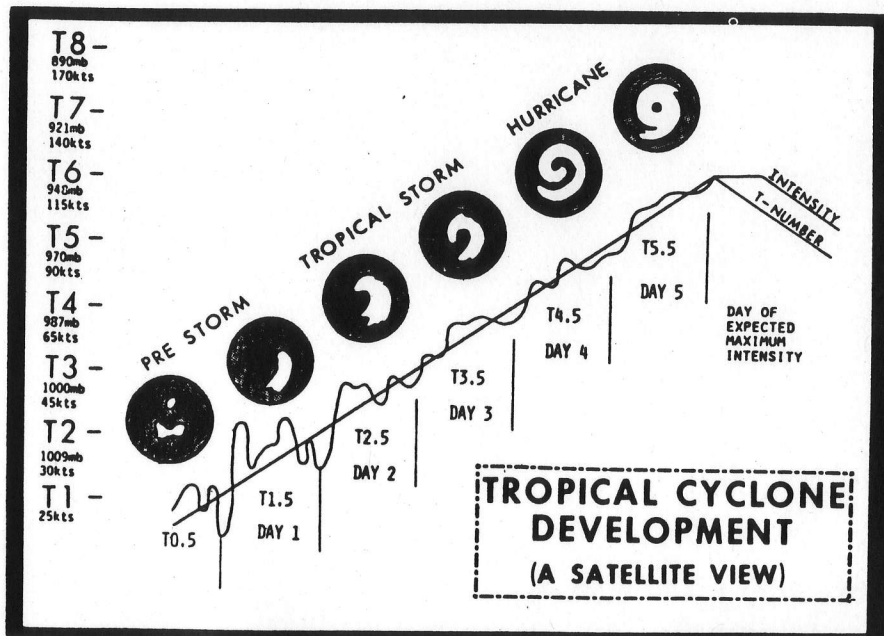 T8 –
890mb
170kts
T7 –
921mb
140kts
T6 –
948mb
115kts
T5 –
970mb
90kts
T4 –
987mb
65kts
T3 –
1000mb
45kts
T2 –
1009mb
30kts
T1 –
25kts
PRE STORM
TROPICAL STORM
HURRICANE
INTENSITY
T-NUMBER
T0.5
T1.5
DAY 1
T2.5
DAY 2
T3.5
DAY 3
T4.5
DAY 4
T5.5
DAY 5
DAY OF
EXPECTED
MAXIMUM
INTENSITY
TROPICAL CYCLONE
DEVELOPMENT
(A SATELLITE VIEW)